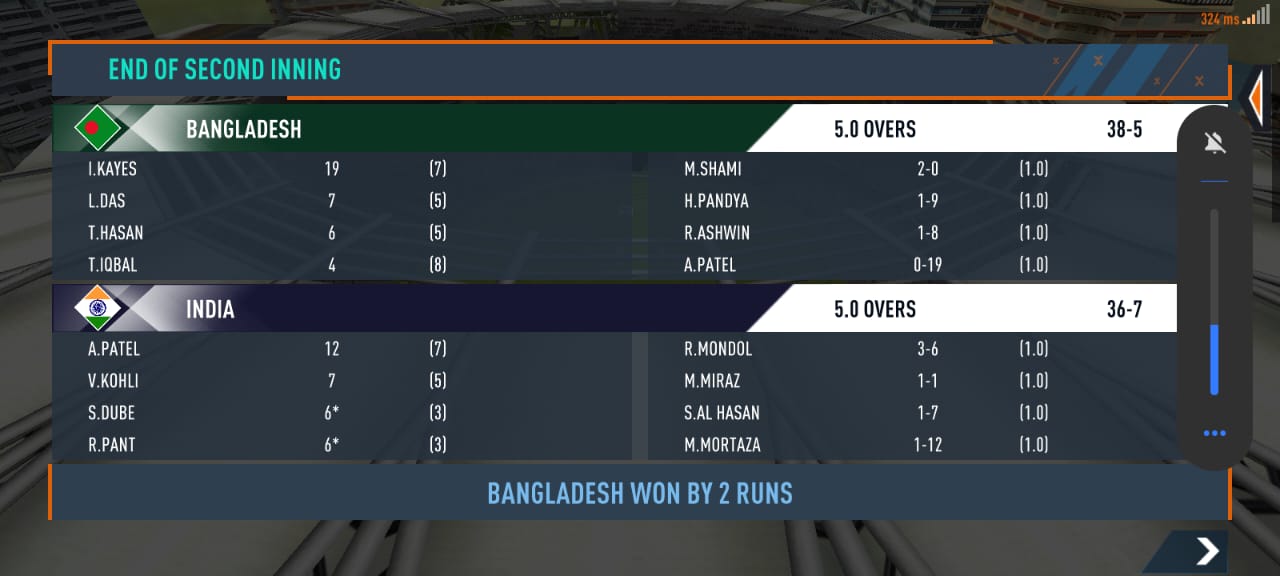 324 ms
END OF SECOND INNING
BANGLADESH 5.0 OVERS 38-5
I.KAYES 19 (7) M.SHAMI 2-0 (1.0)
L.DAS 7 (5) H.PANDYA 1-9 (1.0)
T.HASAN 6 (5) R.ASHWIN 1-8 (1.0)
T.IQBAL 4 (8) A.PATEL 0-19 (1.0)
INDIA 5.0 OVERS 36-7
A.PATEL 12 (7) R.MONDOL 3-6 (1.0)
V.KOHLI 7 (5) M.MIRAZ 1-1 (1.0)
S.DUBE 6* (3) S.AL HASAN 1-7 (1.0)
R.PANT 6* (3) M.MORTAZA 1-12 (1.0)
BANGLADESH WON BY 2 RUNS